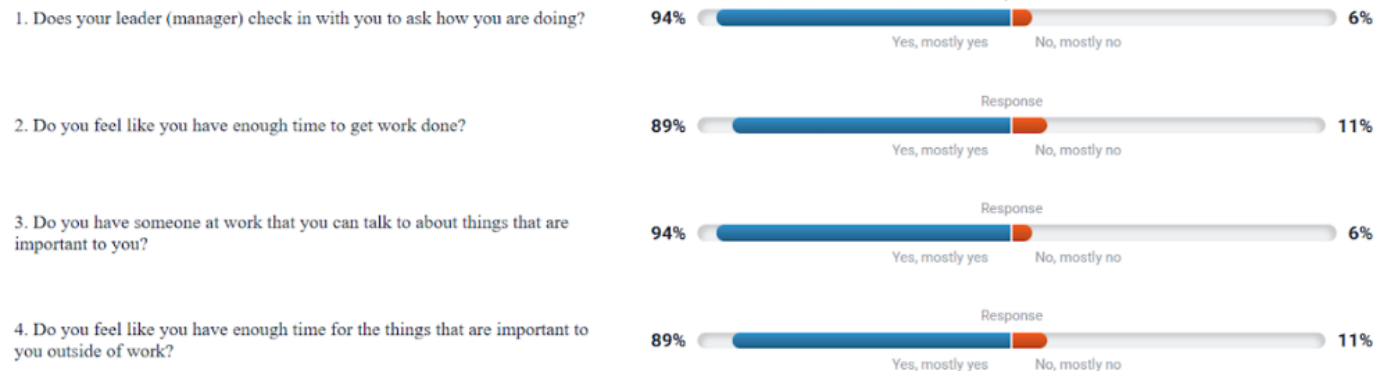 1. Does your leader (manager) check in with you to ask how you are doing?
94%
6%
Yes, mostly yes
No, mostly no
Response
2. Do you feel like you have enough time to get work done?
89%
11%
Yes, mostly yes
No, mostly no
Response
3. Do you have someone at work that you can talk to about things that are
important to you?
94%
6%
Yes, mostly yes
No, mostly no
Response
4. Do you feel like you have enough time for the things that are important to
you outside of work?
89%
11%
Yes, mostly yes
No, mostly no